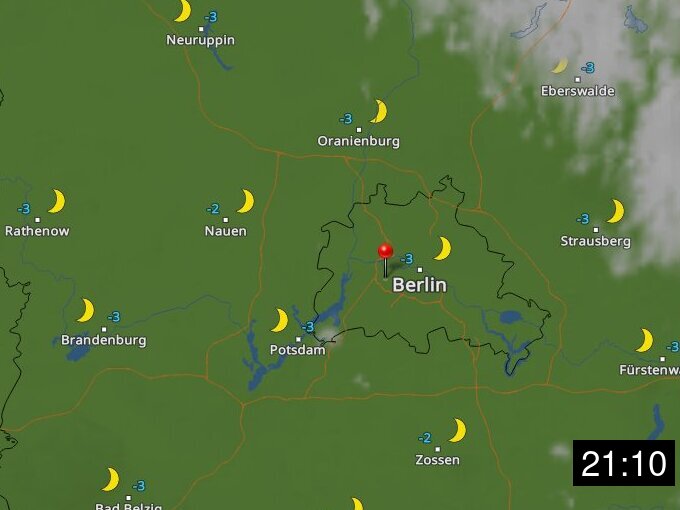 -3
Neuruppin
-3
Eberswalde
-3
Oranienburg
-3
Rathenow
-2
Nauen
-3
Strausberg
-3
Berlin
-3
Brandenburg
-3
Potsdam
-3
Fürstenwa
-2
Zossen
21:10
-3
Bad Belzig